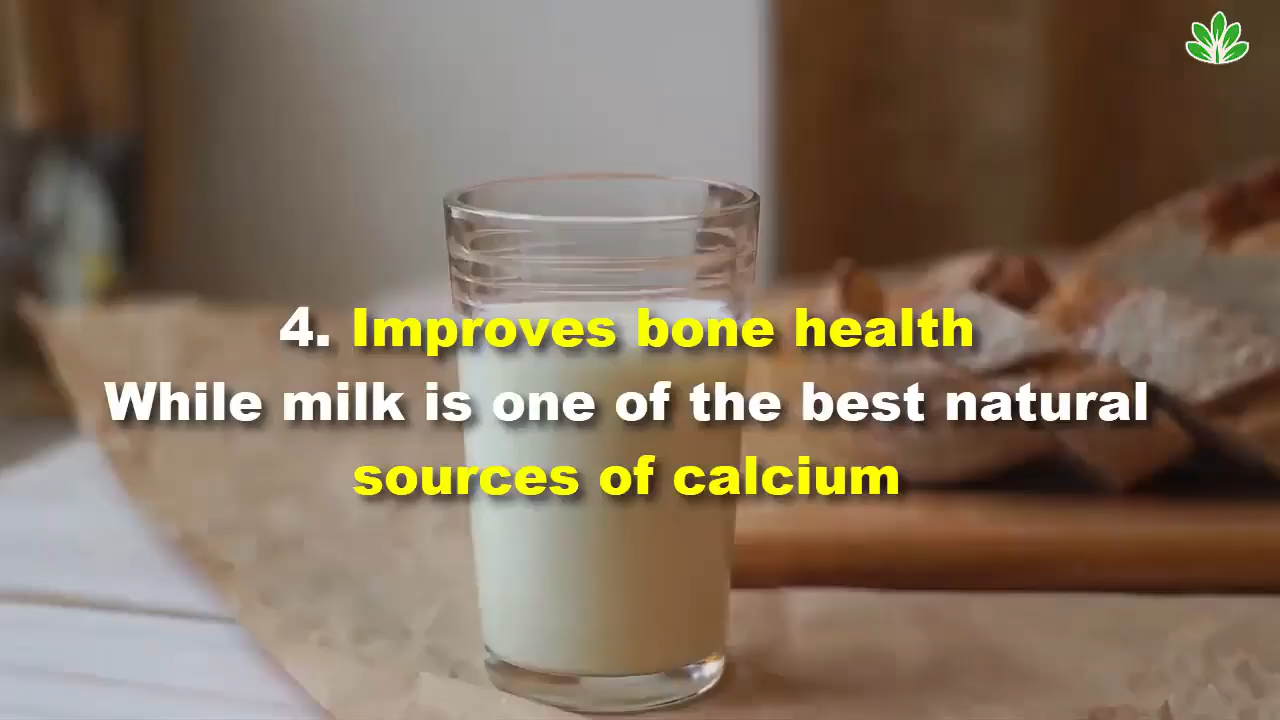 4. Improves bone health
While milk is one of the best natural
sources of calcium